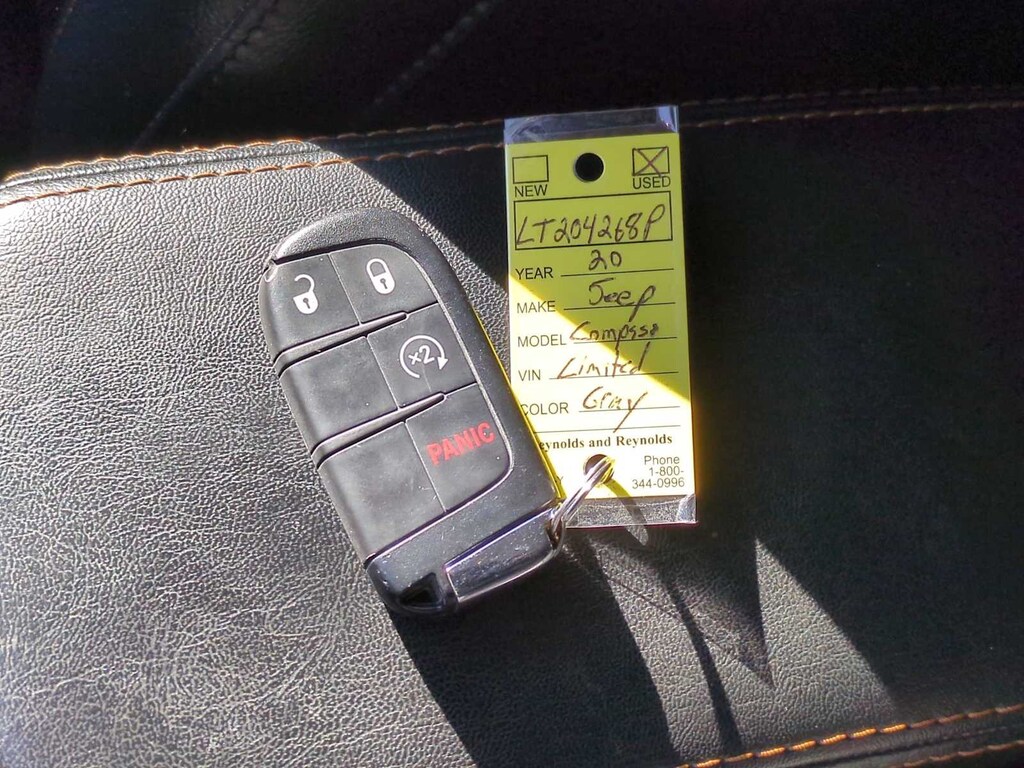 NEW USED
LT204268P
YEAR 20
MAKE Jeep
MODEL Compass
VIN Limited
COLOR Gray
eynolds and Reynolds
Phone
1-800-
344-0996
x2
PANIC